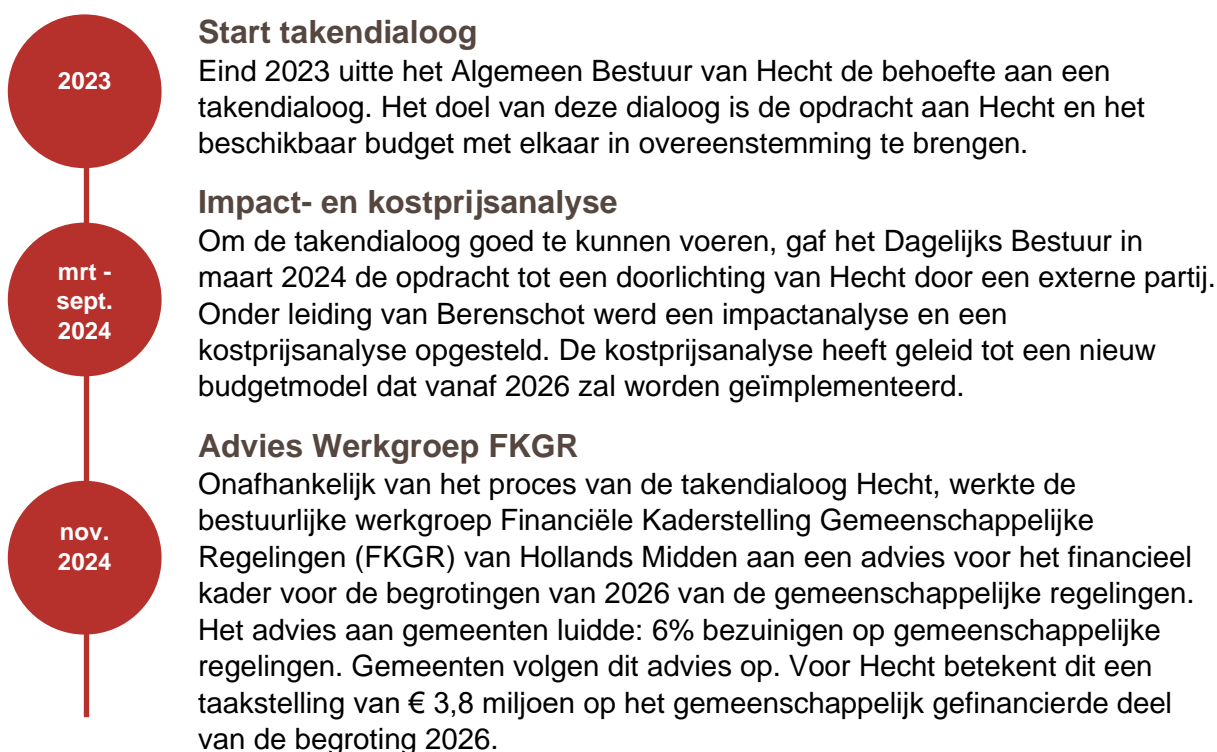 2023
Start takendialoog
Eind 2023 uitte het Algemeen Bestuur van Hecht de behoefte aan een
takendialoog. Het doel van deze dialoog is de opdracht aan Hecht en het
beschikbaar budget met elkaar in overeenstemming te brengen.
mrt -
sept.
2024
Impact- en kostprijsanalyse
Om de takendialoog goed te kunnen voeren, gaf het Dagelijks Bestuur in
maart 2024 de opdracht tot een doorlichting van Hecht door een externe partij.
Onder leiding van Berenschot werd een impactanalyse en een
kostprijsanalyse opgesteld. De kostprijsanalyse heeft geleid tot een nieuw
budgetmodel dat vanaf 2026 zal worden geïmplementeerd.
nov.
2024
Advies Werkgroep FKGR
Onafhankelijk van het proces van de takendialoog Hecht, werkte de
bestuurlijke werkgroep Financiële Kaderstelling Gemeenschappelijke
Regelingen (FKGR) van Hollands Midden aan een advies voor het financieel
kader voor de begrotingen van 2026 van de gemeenschappelijke regelingen.
Het advies aan gemeenten luidde: 6% bezuinigen op gemeenschappelijke
regelingen. Gemeenten volgen dit advies op. Voor Hecht betekent dit een
taakstelling van € 3,8 miljoen op het gemeenschappelijk gefinancierde deel
van de begroting 2026.